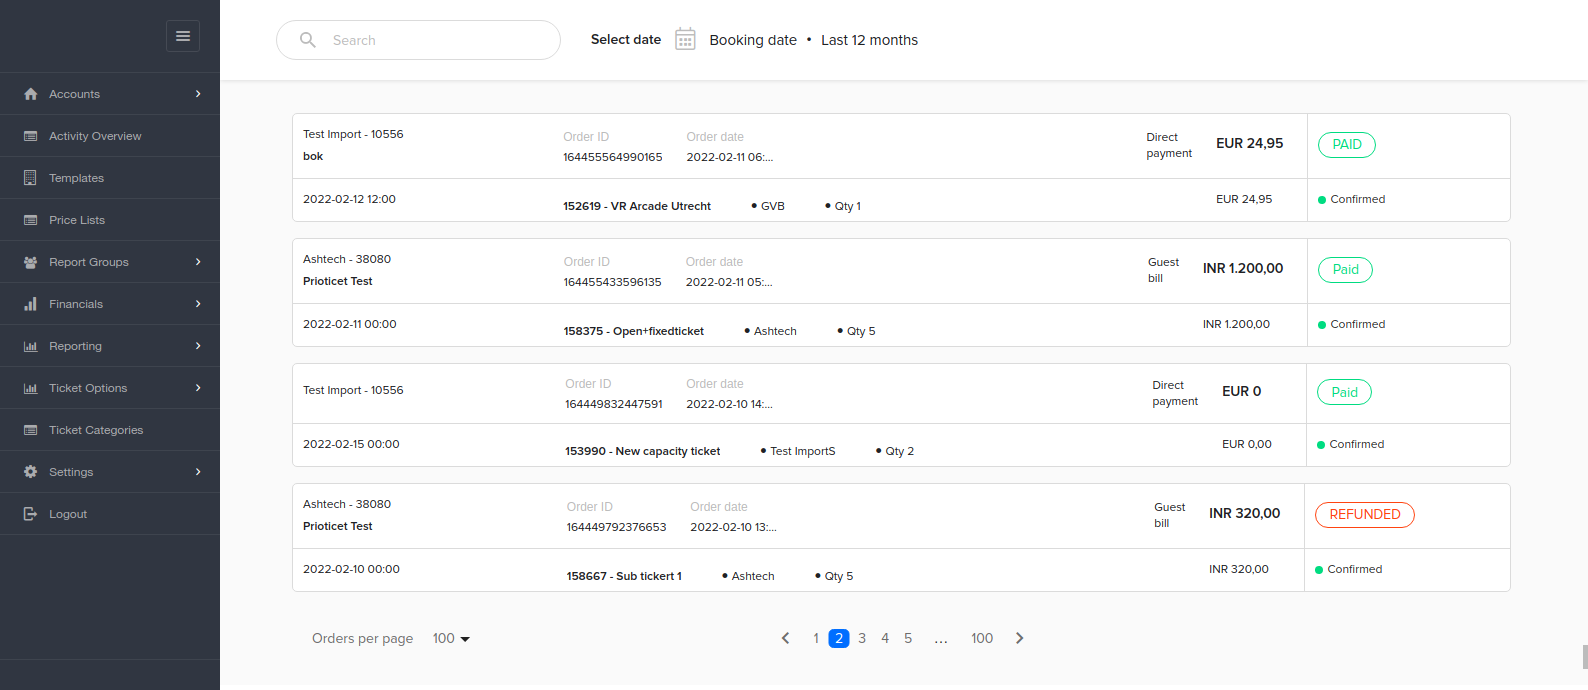 Search
Select date
Booking date • Last 12 months
Accounts
Activity Overview
Templates
Price Lists
Report Groups
Financials
Reporting
Ticket Options
Ticket Categories
Settings
Logout
Test Import - 10556
bok
Order ID
164455564990165
Order date
2022-02-11 06:...
Direct
payment
EUR 24,95
PAID
2022-02-12 12:00
152619 - VR Arcade Utrecht • GVB • Qty 1
EUR 24,95
Confirmed
Ashtech - 38080
Prioticet Test
Order ID
164455433596135
Order date
2022-02-11 05:...
Guest
bill
INR 1.200,00
Paid
2022-02-11 00:00
158375 - Open+fixedticket • Ashtech • Qty 5
INR 1.200,00
Confirmed
Test Import - 10556
Order ID
164449832447591
Order date
2022-02-10 14:...
Direct
payment
EUR 0
Paid
2022-02-15 00:00
153990 - New capacity ticket • Test ImportS • Qty 2
EUR 0,00
Confirmed
Ashtech - 38080
Prioticet Test
Order ID
164449792376653
Order date
2022-02-10 13:...
Guest
bill
INR 320,00
REFUNDED
2022-02-10 00:00
158667 - Sub tickert 1 • Ashtech • Qty 5
INR 320,00
Confirmed
Orders per page 100
1 2 3 4 5 ... 100